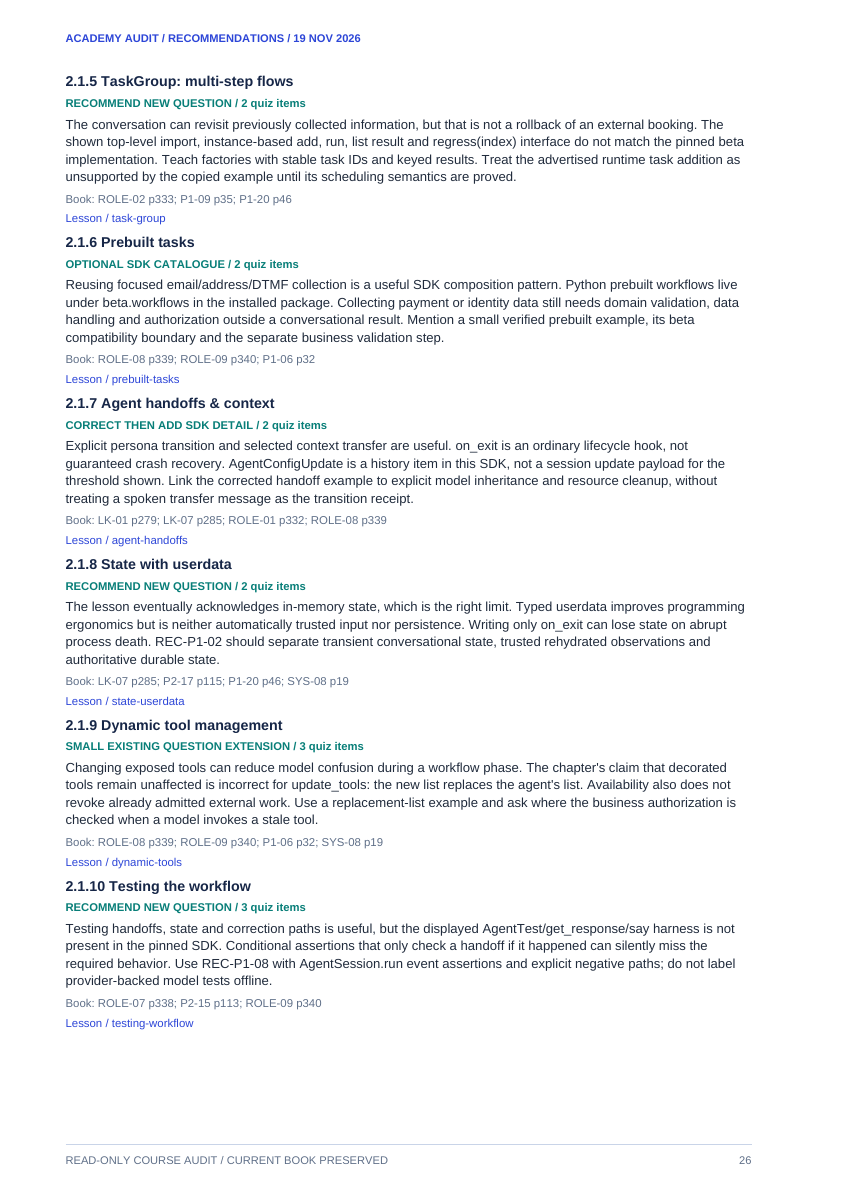 ACADEMY AUDIT / RECOMMENDATIONS / 19 NOV 2026
2.1.5 TaskGroup: multi-step flows
RECOMMEND NEW QUESTION / 2 quiz items
The conversation can revisit previously collected information, but that is not a rollback of an external booking. The
shown top-level import, instance-based add, run, list result and regress(index) interface do not match the pinned beta
implementation. Teach factories with stable task IDs and keyed results. Treat the advertised runtime task addition as
unsupported by the copied example until its scheduling semantics are proved.
Book: ROLE-02 p333; P1-09 p35; P1-20 p46
Lesson / task-group
2.1.6 Prebuilt tasks
OPTIONAL SDK CATALOGUE / 2 quiz items
Reusing focused email/address/DTMF collection is a useful SDK composition pattern. Python prebuilt workflows live
under beta.workflows in the installed package. Collecting payment or identity data still needs domain validation, data
handling and authorization outside a conversational result. Mention a small verified prebuilt example, its beta
compatibility boundary and the separate business validation step.
Book: ROLE-08 p339; ROLE-09 p340; P1-06 p32
Lesson / prebuilt-tasks
2.1.7 Agent handoffs & context
CORRECT THEN ADD SDK DETAIL / 2 quiz items
Explicit persona transition and selected context transfer are useful. on_exit is an ordinary lifecycle hook, not
guaranteed crash recovery. AgentConfigUpdate is a history item in this SDK, not a session update payload for the
threshold shown. Link the corrected handoff example to explicit model inheritance and resource cleanup, without
treating a spoken transfer message as the transition receipt.
Book: LK-01 p279; LK-07 p285; ROLE-01 p332; ROLE-08 p339
Lesson / agent-handoffs
2.1.8 State with userdata
RECOMMEND NEW QUESTION / 2 quiz items
The lesson eventually acknowledges in-memory state, which is the right limit. Typed userdata improves programming
ergonomics but is neither automatically trusted input nor persistence. Writing only on_exit can lose state on abrupt
process death. REC-P1-02 should separate transient conversational state, trusted rehydrated observations and
authoritative durable state.
Book: LK-07 p285; P2-17 p115; P1-20 p46; SYS-08 p19
Lesson / state-userdata
2.1.9 Dynamic tool management
SMALL EXISTING QUESTION EXTENSION / 3 quiz items
Changing exposed tools can reduce model confusion during a workflow phase. The chapter's claim that decorated
tools remain unaffected is incorrect for update_tools: the new list replaces the agent's list. Availability also does not
revoke already admitted external work. Use a replacement-list example and ask where the business authorization is
checked when a model invokes a stale tool.
Book: ROLE-08 p339; ROLE-09 p340; P1-06 p32; SYS-08 p19
Lesson / dynamic-tools
2.1.10 Testing the workflow
RECOMMEND NEW QUESTION / 3 quiz items
Testing handoffs, state and correction paths is useful, but the displayed AgentTest/get_response/say harness is not
present in the pinned SDK. Conditional assertions that only check a handoff if it happened can silently miss the
required behavior. Use REC-P1-08 with AgentSession.run event assertions and explicit negative paths; do not label
provider-backed model tests offline.
Book: ROLE-07 p338; P2-15 p113; ROLE-09 p340
Lesson / testing-workflow
READ-ONLY COURSE AUDIT / CURRENT BOOK PRESERVED
26